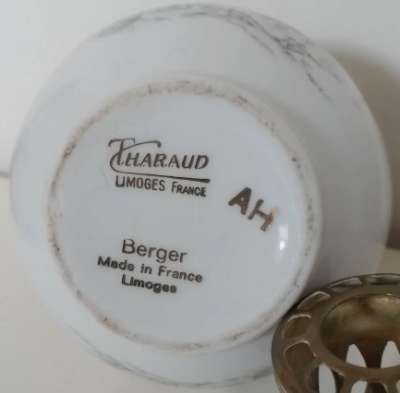 THARAUD
LIMOGES FRANCE
AH
Berger
Made in France
Limoges